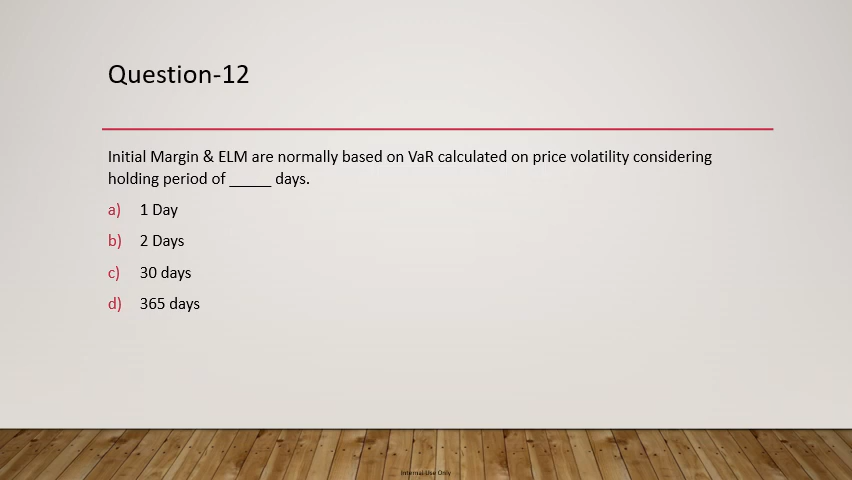 Question-12
Initial Margin & ELM are normally based on VaR calculated on price volatility considering
holding period of _____ days.
a) 1 Day
b) 2 Days
c) 30 days
d) 365 days
Internal Use Only